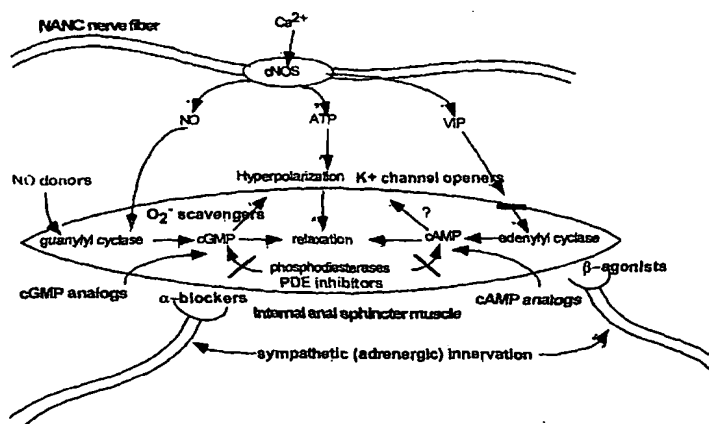 NANC nerve fiber
Ca2+
cNOS
NO
ATP
VIP
Hyperpolarization
K+ channel openers
NO donors
O2- scavengers
?
guanylyl cyclase
cGMP
relaxation
cAMP
adenylyl cyclase
phosphodiesterases
PDE inhibitors
cGMP analogs
α-blockers
cAMP analogs
β-agonists
Internal anal sphincter muscle
sympathetic (adrenergic) innervation